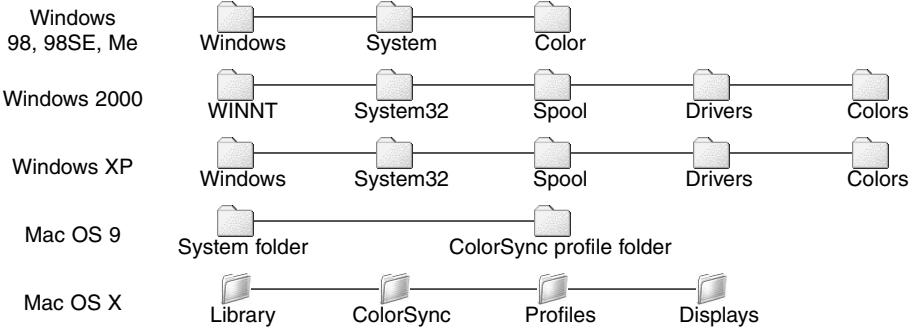 Windows
98, 98SE, Me
Windows System Color
Windows 2000
WINNT System32 Spool Drivers Colors
Windows XP
Windows System32 Spool Drivers Colors
Mac OS 9
System folder ColorSync profile folder
Mac OS X
Library ColorSync Profiles Displays